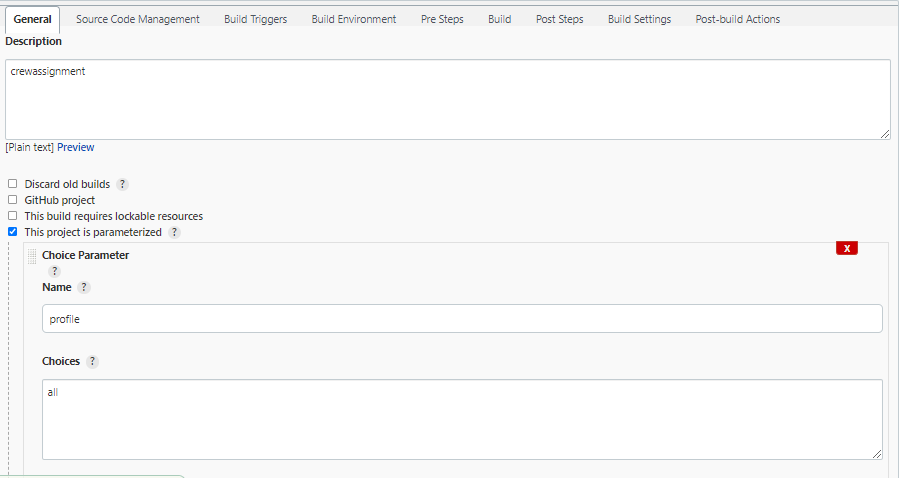 General Source Code Management Build Triggers Build Environment Pre Steps Build Post Steps Build Settings Post-build Actions
Description
crewassignment
[Plain text] Preview
Discard old builds ?
GitHub project
This build requires lockable resources
This project is parameterized ?
X
Choice Parameter
?
Name ?
profile
Choices ?
all